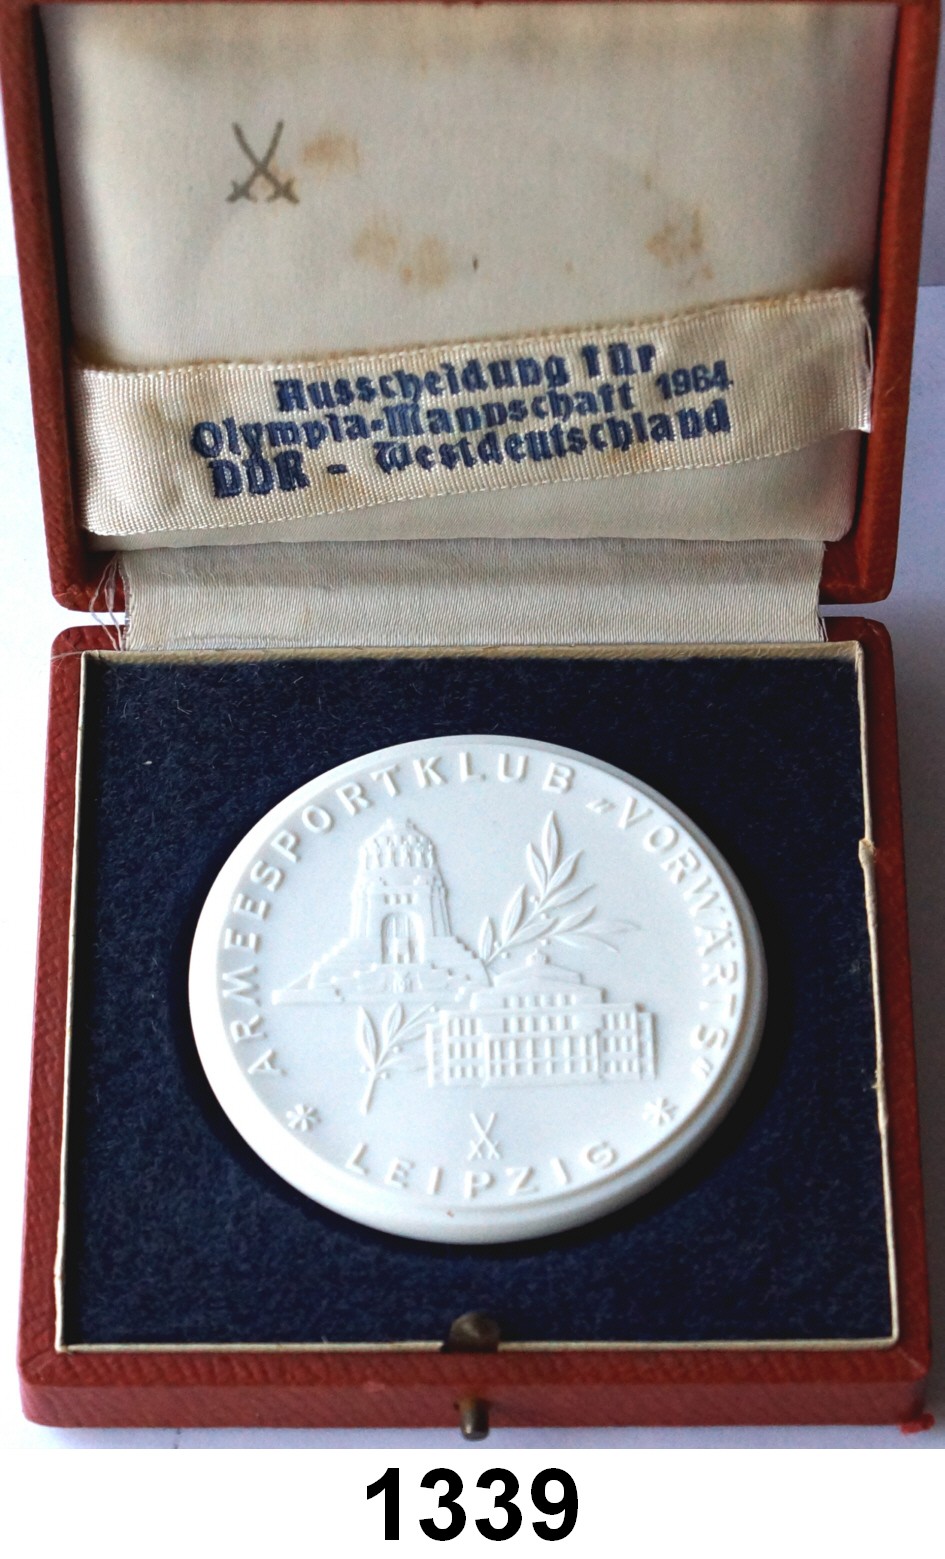 Ausscheidung für
Olympia-Mannschaft 1964
DDR - Westdeutschland
ARMEESPORTKLUB „VORWÄRTS“
* LEIPZIG *
1339